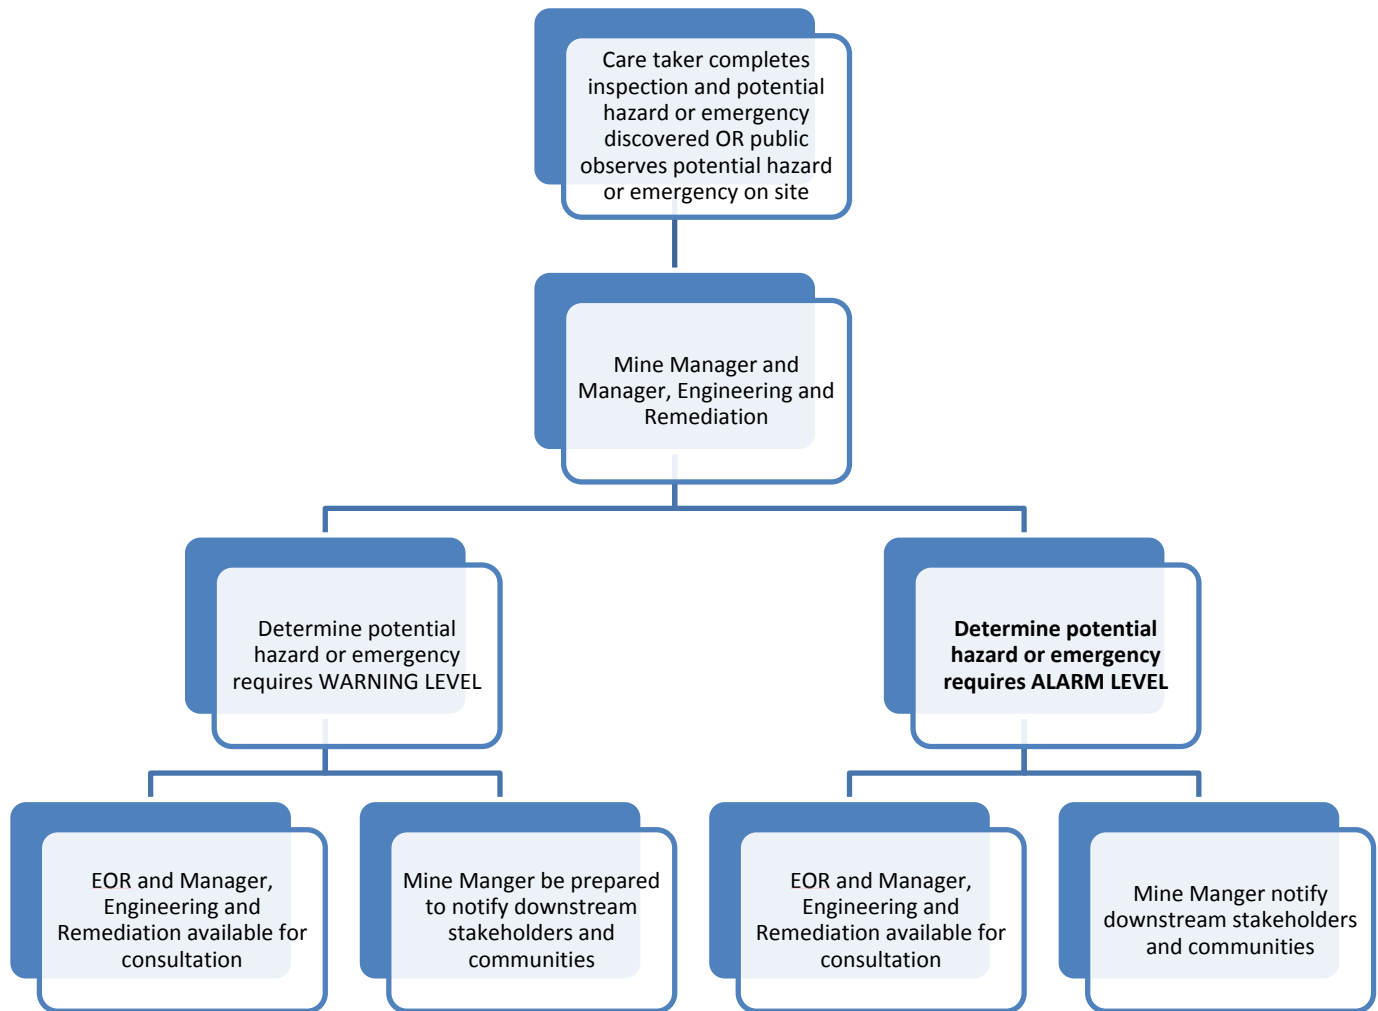 Care taker completes
inspection and potential
hazard or emergency
discovered OR public
observes potential hazard
or emergency on site
Mine Manager and
Manager, Engineering and
Remediation
Determine potential
hazard or emergency
requires WARNING LEVEL
Determine potential
hazard or emergency
requires ALARM LEVEL
EOR and Manager,
Engineering and
Remediation available for
consultation
Mine Manger be prepared
to notify downstream
stakeholders and
communities
EOR and Manager,
Engineering and
Remediation available for
consultation
Mine Manger notify
downstream stakeholders
and communities